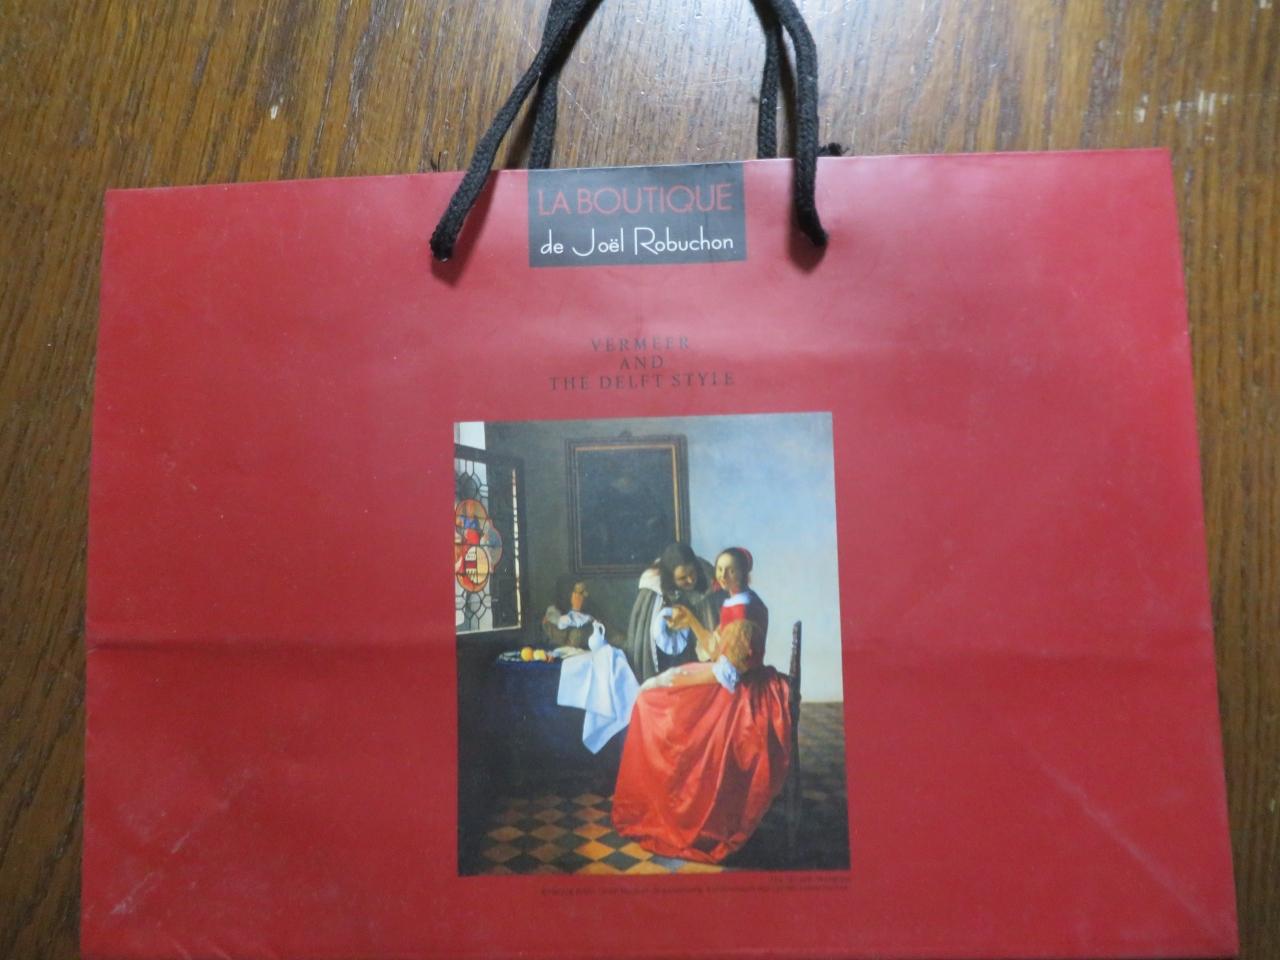 LA BOUTIQUE
de Joël Robuchon
VERMEER
AND
THE DELFT STYLE